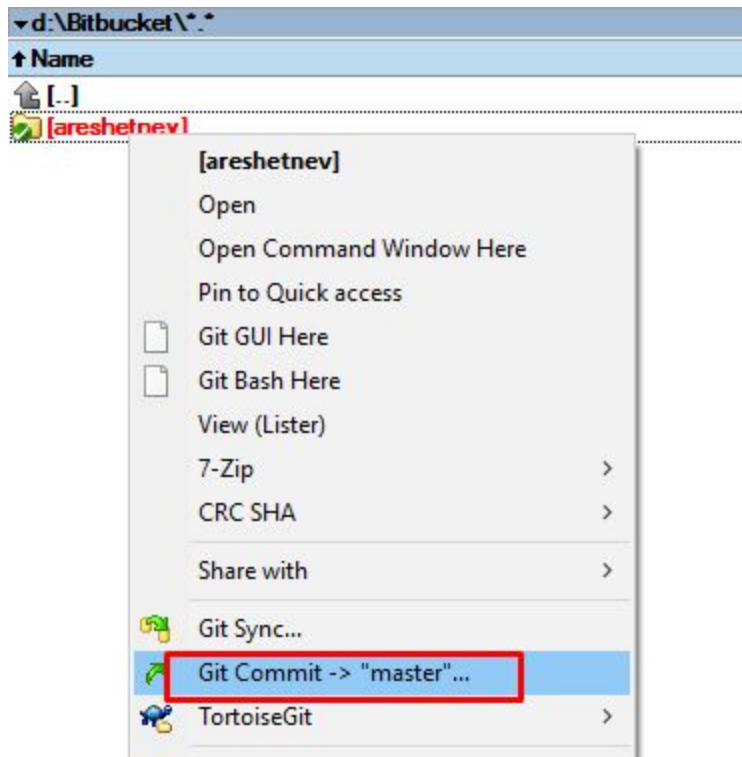 d:\Bitbucket\*.*
Name
[..]
[areshetnev]
[areshetnev]
Open
Open Command Window Here
Pin to Quick access
Git GUI Here
Git Bash Here
View (Lister)
7-Zip
CRC SHA
Share with
Git Sync...
Git Commit -> "master"...
TortoiseGit